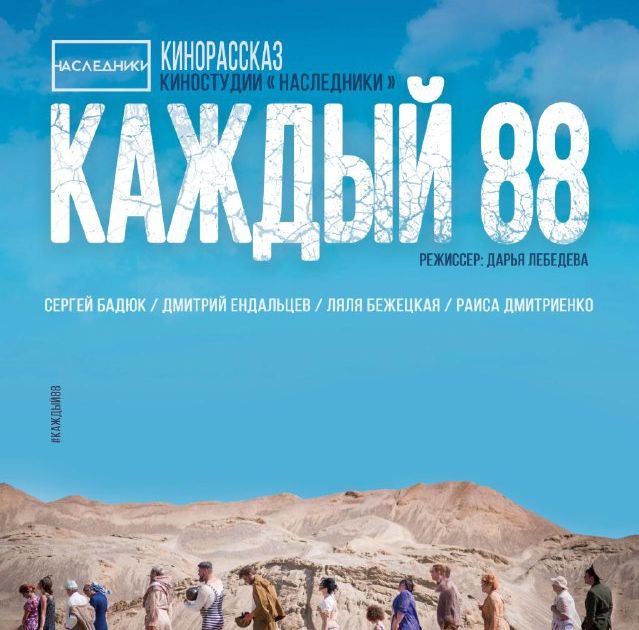 НАСЛЕДНИКИ
КИНОРАССКАЗ
КИНОСТУДИИ « НАСЛЕДНИКИ »
КАЖДЫЙ 88
РЕЖИССЕР: ДАРЬЯ ЛЕБЕДЕВА
СЕРГЕЙ БАДЮК / ДМИТРИЙ ЕНДАЛЬЦЕВ / ЛЯЛЯ БЕЖЕЦКАЯ / РАИСА ДМИТРИЕНКО
#КАЖДЫЙ88